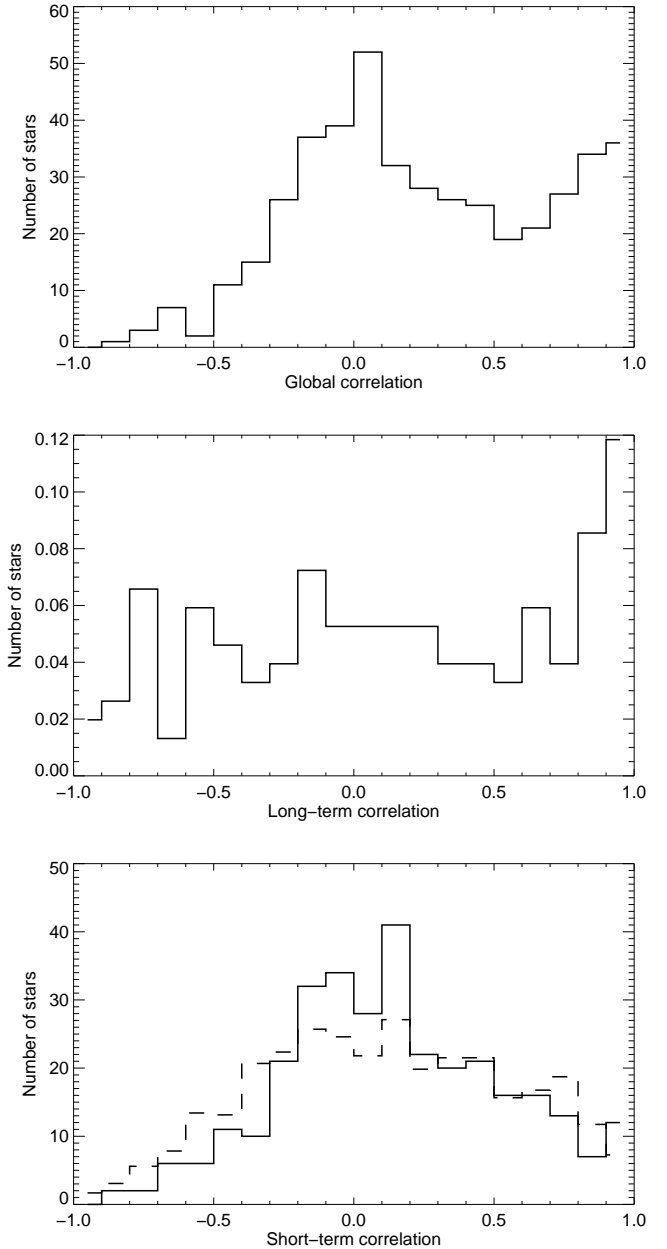 60
50
40
30
20
10
0
Number of stars
−1.0 −0.5 0.0 0.5 1.0
Global correlation
0.12
0.10
0.08
0.06
0.04
0.02
0.00
Number of stars
−1.0 −0.5 0.0 0.5 1.0
Long−term correlation
50
40
30
20
10
0
Number of stars
−1.0 −0.5 0.0 0.5 1.0
Short−term correlation